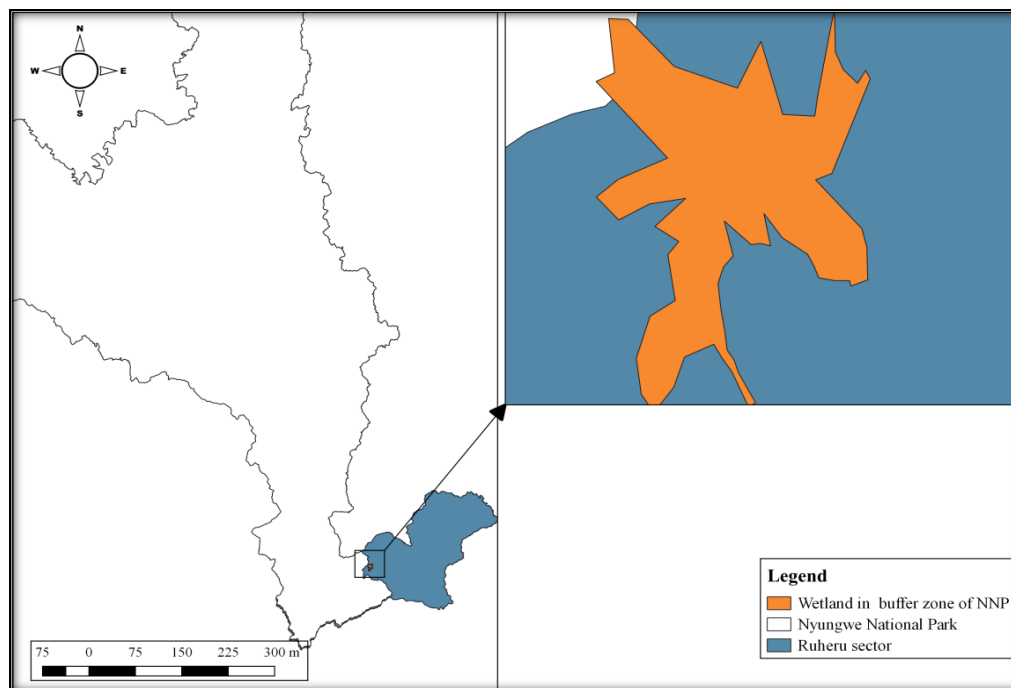 N
W E
S
75 0 75 150 225 300 m
Legend
Wetland in buffer zone of NNP
Nyungwe National Park
Ruheru sector